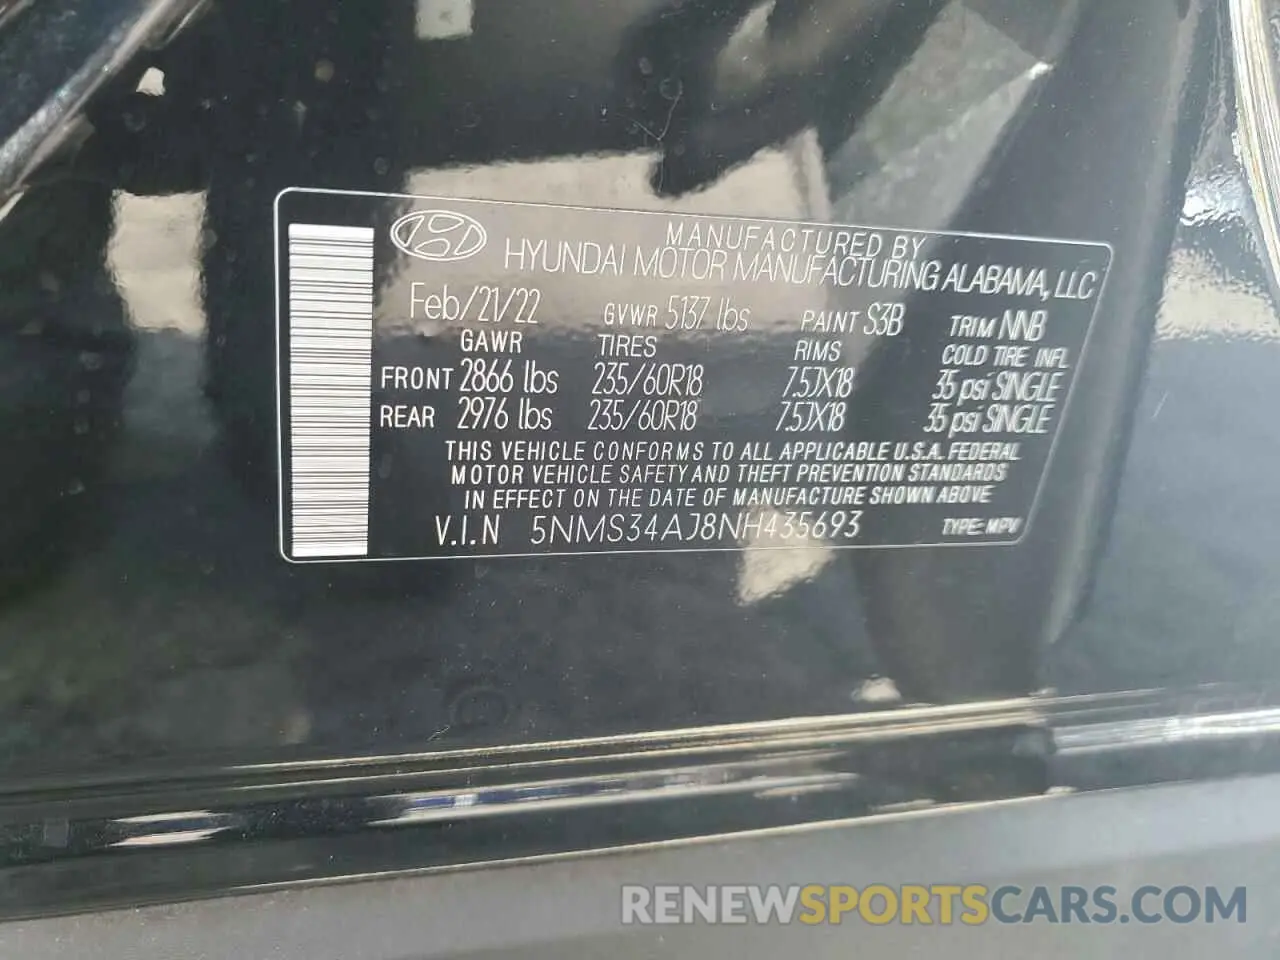 MANUFACTURED BY
HYUNDAI MOTOR MANUFACTURING ALABAMA, LLC
Feb/21/22 GVWR 5137 lbs PAINT S3B TRIM NNB
GAWR TIRES RIMS COLD TIRE INFL
FRONT 2866 lbs 235/60R18 7.5JX18 35 psi SINGLE
REAR 2976 lbs 235/60R18 7.5JX18 35 psi SINGLE
THIS VEHICLE CONFORMS TO ALL APPLICABLE U.S.A. FEDERAL
MOTOR VEHICLE SAFETY AND THEFT PREVENTION STANDARDS
IN EFFECT ON THE DATE OF MANUFACTURE SHOWN ABOVE
V.I.N 5NMS34AJ8NH435693 TYPE: MPV
RENEWSPORTSCARS.COM